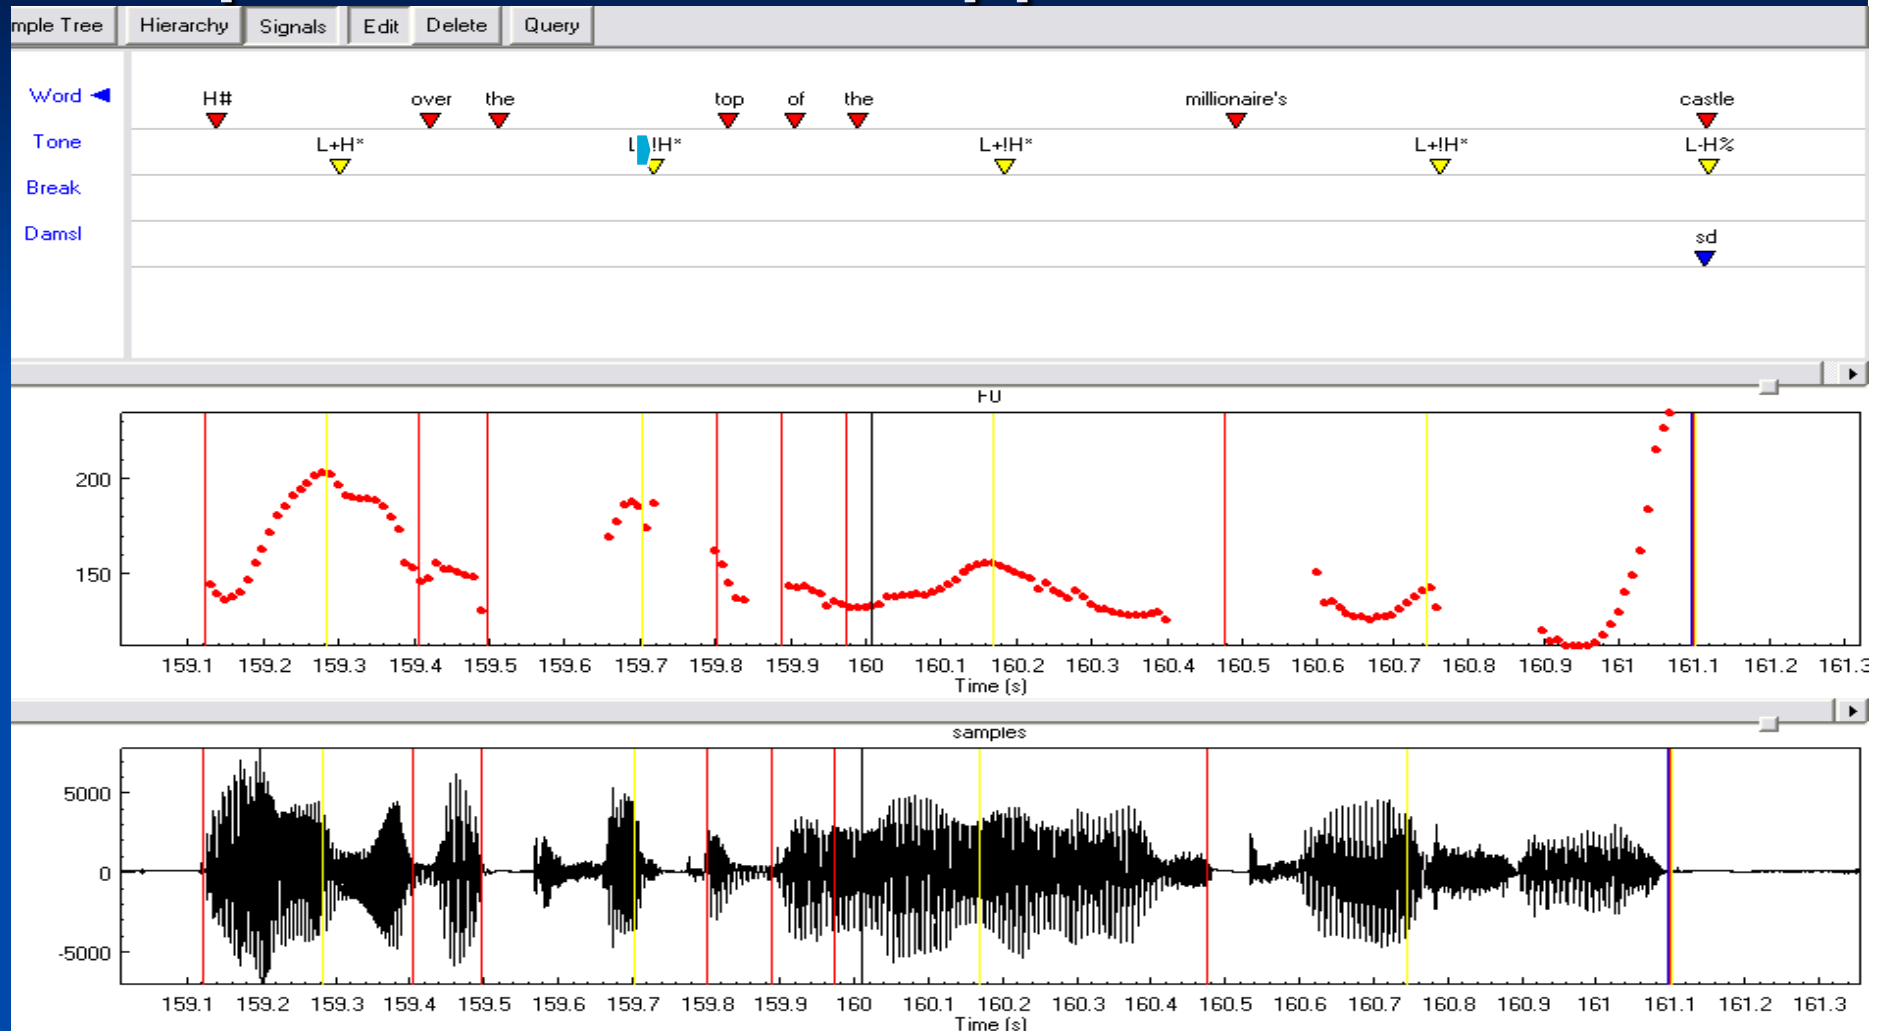 mple Tree Hierarchy Signals Edit Delete Query
Word H# over the top of the millionaire's castle
Tone L+H* L !H* L+!H* L+!H* L-H%
Break
Damsl sd
F0
200
150
159.1 159.2 159.3 159.4 159.5 159.6 159.7 159.8 159.9 160 160.1 160.2 160.3 160.4 160.5 160.6 160.7 160.8 160.9 161 161.1 161.2 161.3
Time (s)
samples
5000
0
-5000
159.1 159.2 159.3 159.4 159.5 159.6 159.7 159.8 159.9 160 160.1 160.2 160.3 160.4 160.5 160.6 160.7 160.8 160.9 161 161.1 161.2 161.3
Time (s)